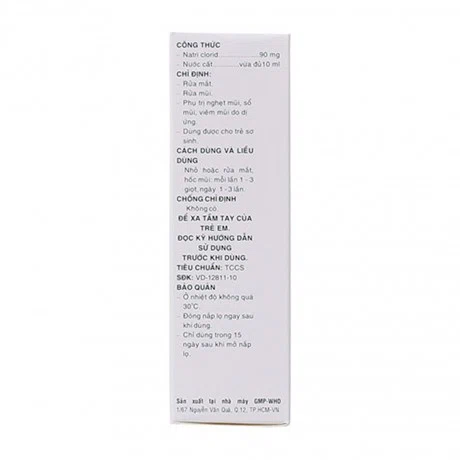 CÔNG THỨC
- Natri clorid..............90 mg
- Nước cất..........vừa đủ10 ml
CHỈ ĐỊNH:
- Rửa mắt.
- Rửa mũi.
- Phụ trị nghẹt mũi, sổ
mũi, viêm mũi do dị
ứng.
- Dùng được cho trẻ sơ
sinh.
CÁCH DÙNG VÀ LIỀU
DÙNG
Nhỏ hoặc rửa mắt,
hốc mũi: mỗi lần 1 - 3
giọt, ngày 1 - 3 lần.
CHỐNG CHỈ ĐỊNH
Không có.
ĐỂ XA TẦM TAY CỦA
TRẺ EM.
ĐỌC KỸ HƯỚNG DẪN
SỬ DỤNG
TRƯỚC KHI DÙNG.
TIÊU CHUẨN: TCCS
SĐK: VD-12811-10
BẢO QUẢN
- Ở nhiệt độ không quá
30°C.
- Đóng nắp lọ ngay sau
khi dùng.
- Chỉ dùng trong 15
ngày sau khi mở nắp
lọ.
Sản xuất tại nhà máy GMP-WHO
1/67 Nguyễn Văn Quá, Q.12, TP.HCM-VN.